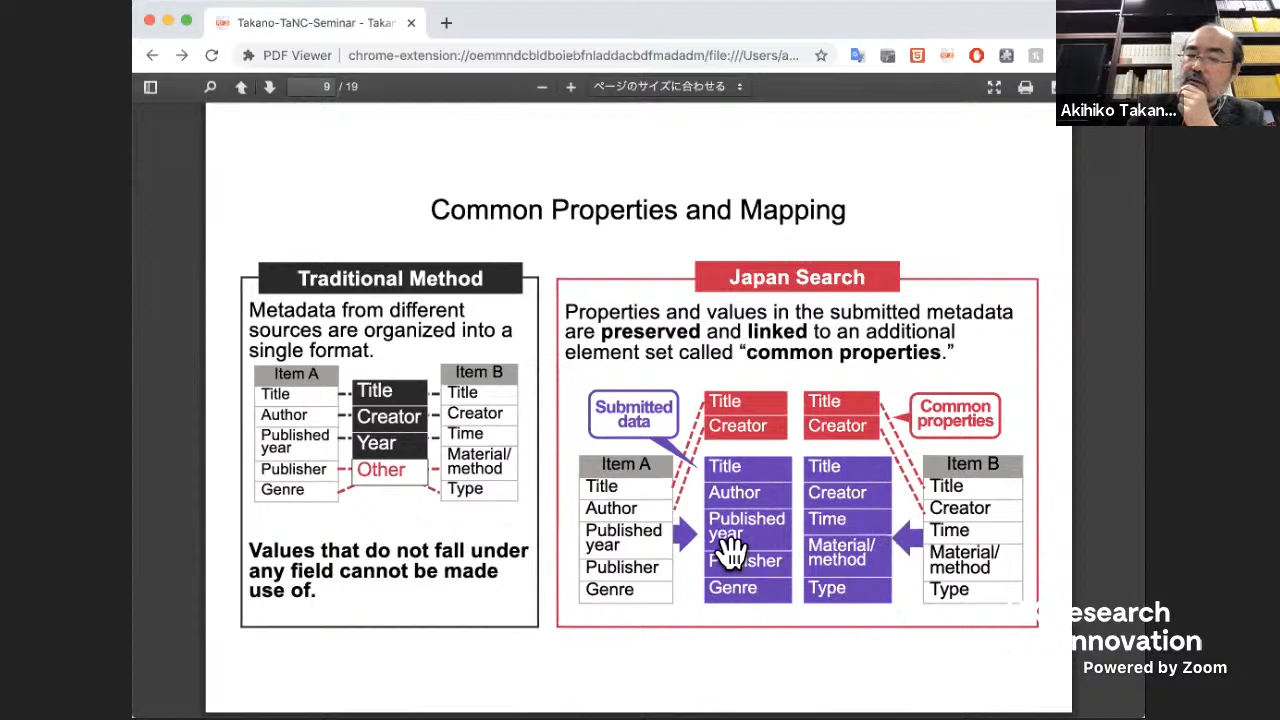 Takano-TaNC-Seminar - Takan
PDF Viewer
chrome-extension://oemmndcbldboiebfnladdacbdfmadadm/file:///Users/a...
9 / 19
ページのサイズに合わせる
Akihiko Takan...
Common Properties and Mapping
Traditional Method
Metadata from different
sources are organized into a
single format.
Item A
Title
Author
Published
year
Publisher
Genre
Title
Creator
Year
Other
Item B
Title
Creator
Time
Material/
method
Type
Values that do not fall under
any field cannot be made
use of.
Japan Search
Properties and values in the submitted metadata
are preserved and linked to an additional
element set called “common properties.”
Submitted
data
Title
Creator
Title
Creator
Common
properties
Item A
Title
Author
Published
year
Publisher
Genre
Title
Author
Published
year
Publisher
Genre
Title
Creator
Time
Material/
method
Type
Item B
Title
Creator
Time
Material/
method
Type
esearch
nnovation
Powered by Zoom